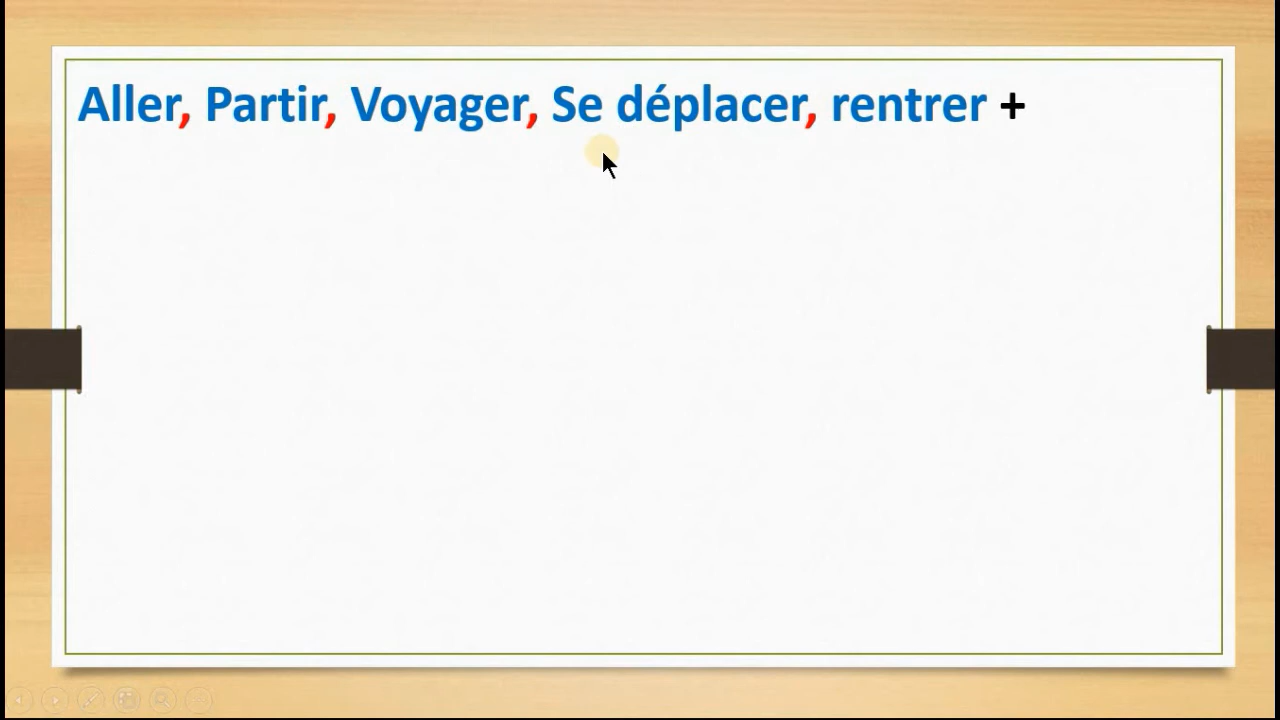 Aller, Partir, Voyager, Se déplacer, rentrer +